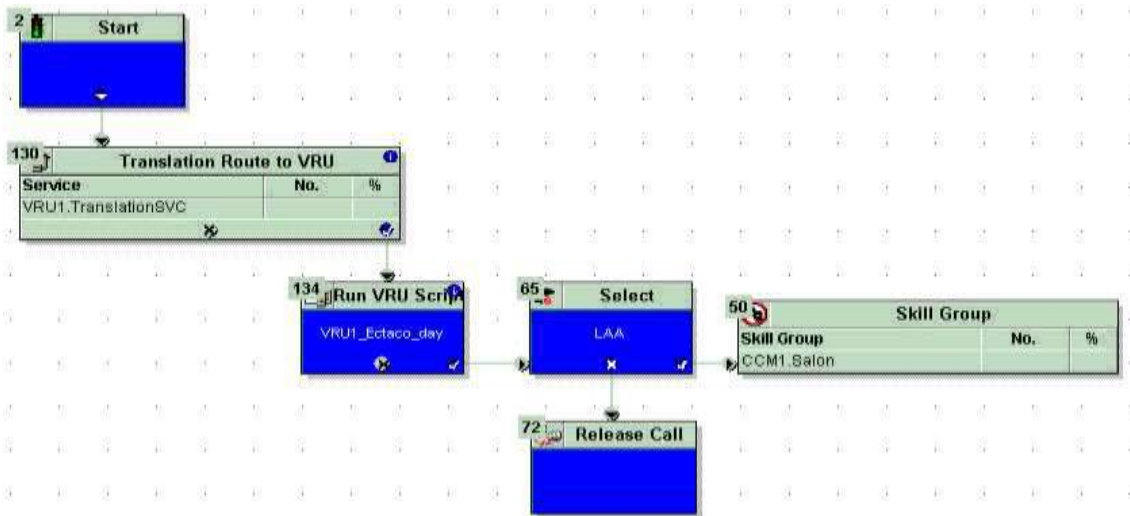 2
Start
130
Translation Route to VRU
Service No. %
VRU1.TranslationSVC
134
Run VRU Script
VRU1_Ectaco_day
65
Select
LAA
50
Skill Group
Skill Group No. %
CCM1.Salon
72
Release Call